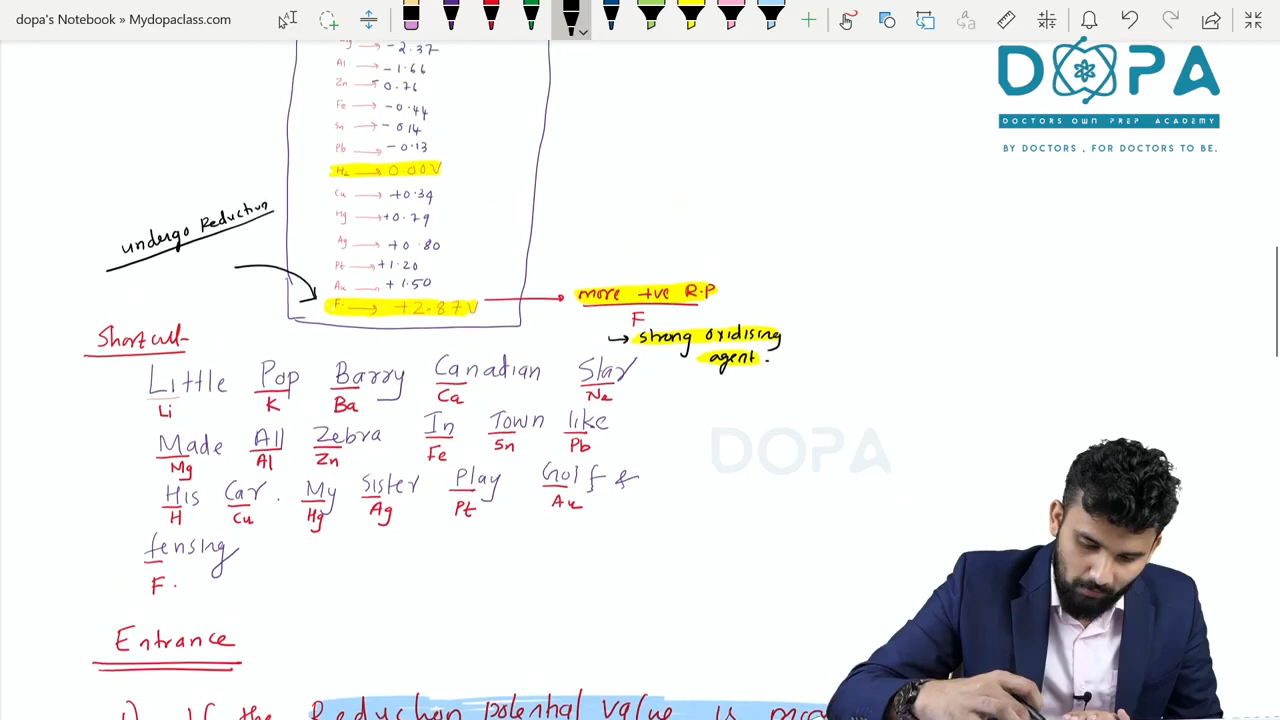 dopa's Notebook » Mydopaclass.com
DOPA
DOCTORS OWN PREP ACADEMY
BY DOCTORS , FOR DOCTORS TO BE.
→ -2.37
Al → -1.66
Zn → 0.76
Fe → -0.44
Sn → -0.14
Pb → -0.13
H₂ → 0.00V
Cu → +0.34
Hg → +0.79
Ag → +0.80
Pt → +1.20
Au → +1.50
F. → +2.87V
undergo Reduction
more +ve R.P
F
→ strong oxidising
agent.
Shortcut
Little Pop Barry Canadian Star
Li K Ba Ca Na
Made All Zebra In Town like
Mg Al Zn Fe Sn Pb
His Car. My Sister Play Golf &
H Cu Hg Ag Pt Au
fensing
F.
DOPA
Entrance
1) If the Reduction potential value is more